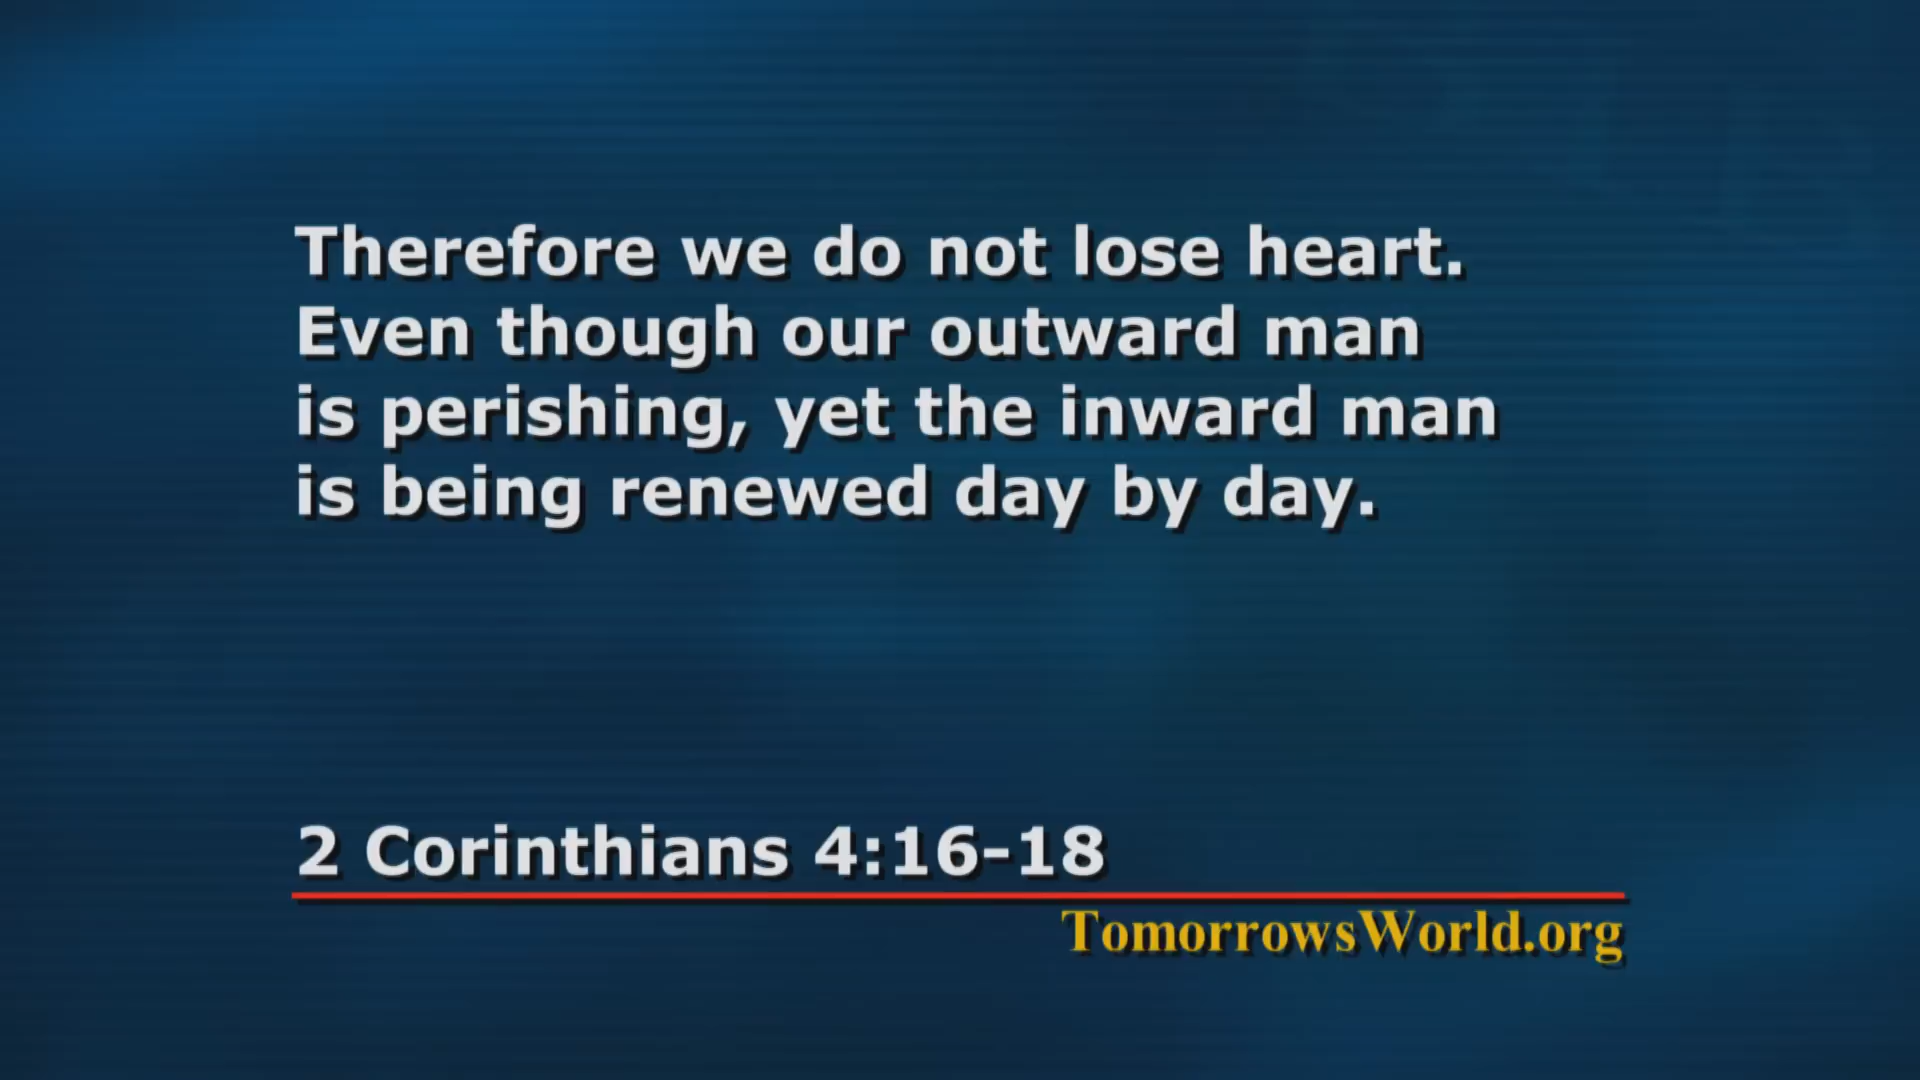 Therefore we do not lose heart.
Even though our outward man
is perishing, yet the inward man
is being renewed day by day.
2 Corinthians 4:16-18
TomorrowsWorld.org